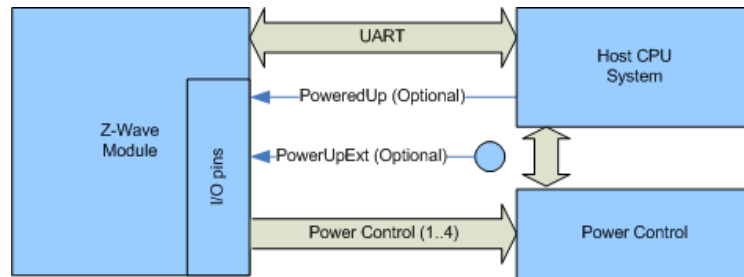 UART
Host CPU
System
PoweredUp (Optional)
Z-Wave
Module
I/O pins
PowerUpExt (Optional)
Power Control (1..4)
Power Control